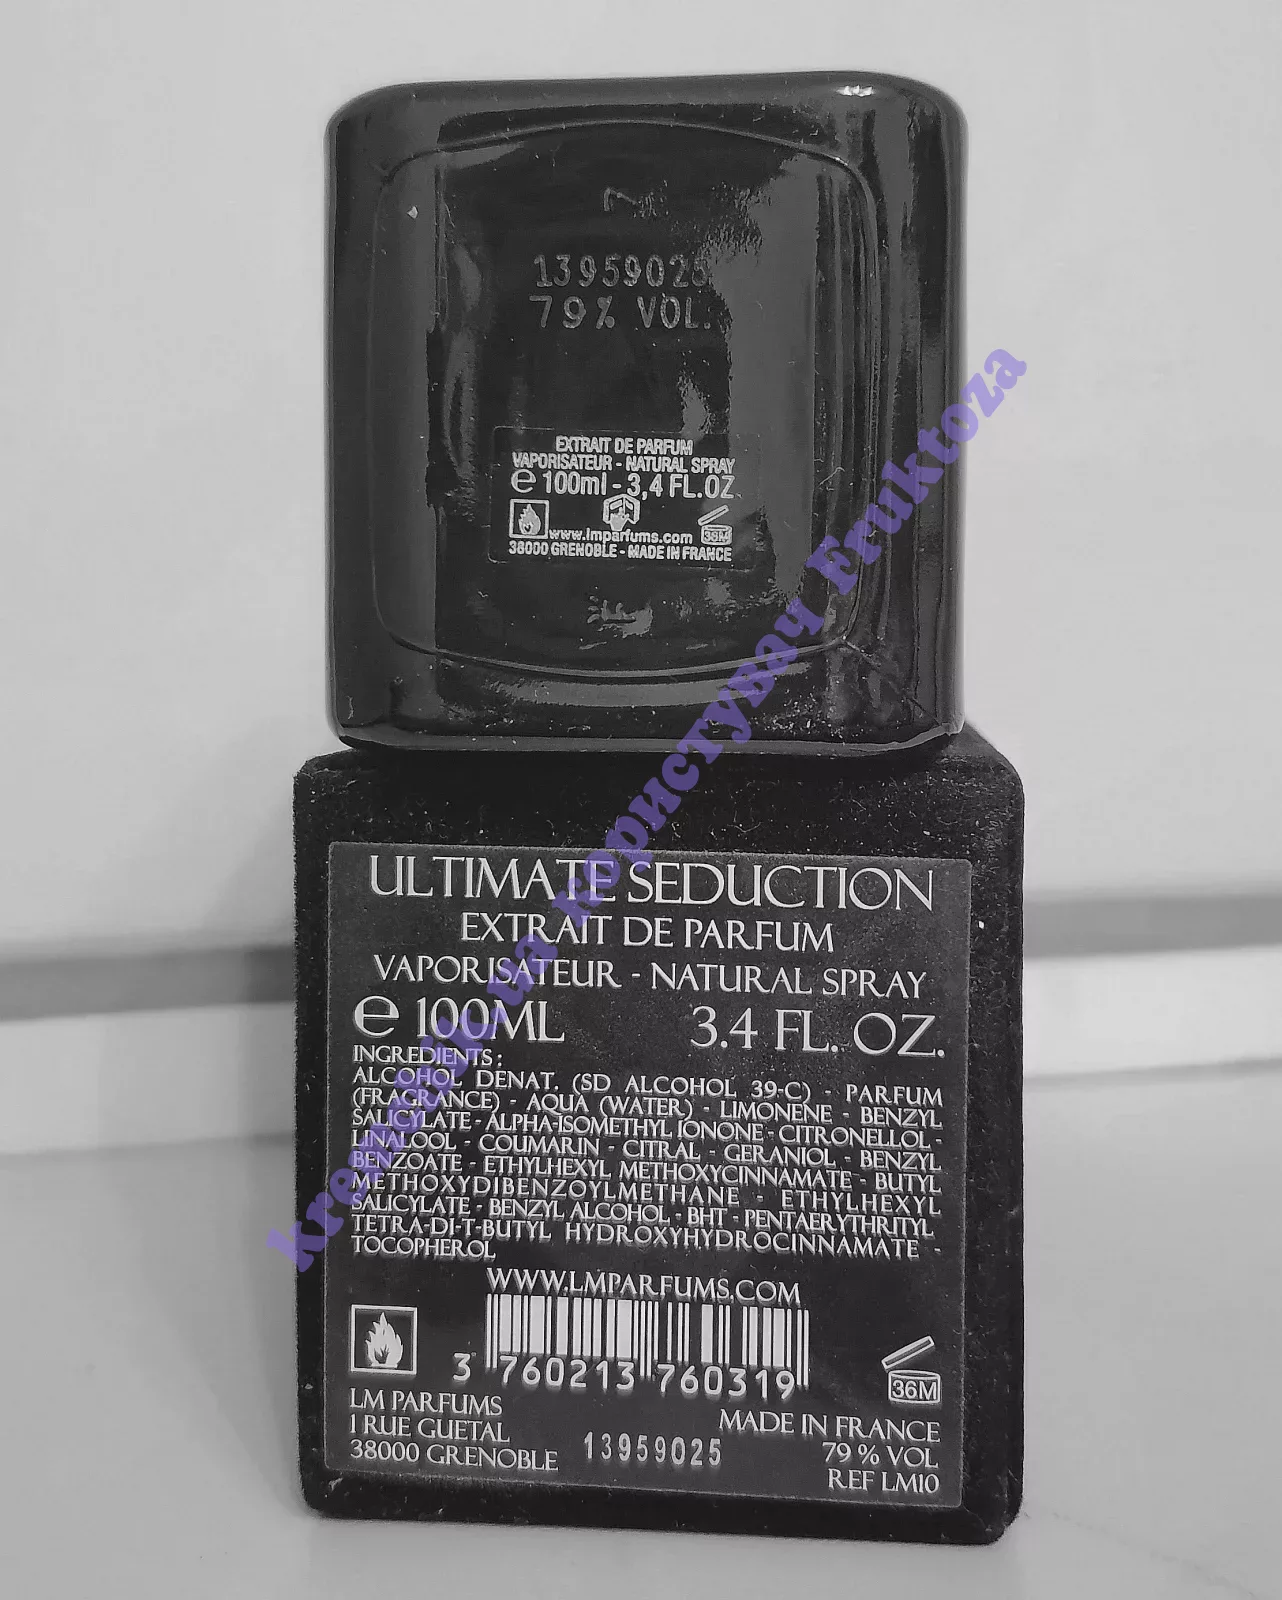 13959025
79% VOL.
EXTRAIT DE PARFUM
VAPORISATEUR - NATURAL SPRAY
e 100ml - 3,4 FL.OZ
www.lmparfums.com
36M
38000 GRENOBLE - MADE IN FRANCE
kremenik.ua користувач Fruktoza
ULTIMATE SEDUCTION
EXTRAIT DE PARFUM
VAPORISATEUR - NATURAL SPRAY
e 100ML 3.4 FL. OZ.
INGREDIENTS :
ALCOHOL DENAT. (SD ALCOHOL 39-C) - PARFUM
(FRAGRANCE) - AQUA (WATER) - LIMONENE - BENZYL
SALICYLATE - ALPHA-ISOMETHYL IONONE - CITRONELLOL -
LINALOOL - COUMARIN - CITRAL - GERANIOL - BENZYL
BENZOATE - ETHYLHEXYL METHOXYCINNAMATE - BUTYL
METHOXYDIBENZOYLMETHANE - ETHYLHEXYL
SALICYLATE - BENZYL ALCOHOL - BHT - PENTAERYTHRITYL
TETRA-DI-T-BUTYL HYDROXYHYDROCINNAMATE -
TOCOPHEROL
WWW.LMPARFUMS.COM
3 760213 760319
36M
LM PARFUMS
1 RUE GUETAL
38000 GRENOBLE
13959025
MADE IN FRANCE
79 % VOL
REF LM10